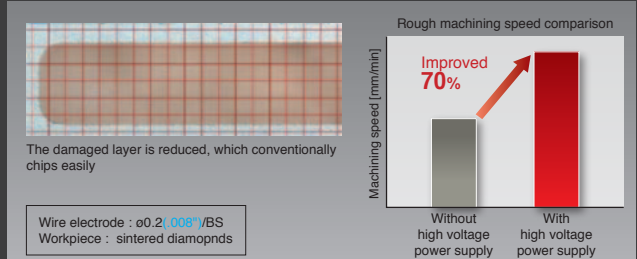 The damaged layer is reduced, which conventionally
chips easily
Wire electrode : ø0.2(.008")/BS
Workpiece : sintered diamopnds
Rough machining speed comparison
Machining speed [mm/min]
Improved
70%
Without
high voltage
power supply
With
high voltage
power supply